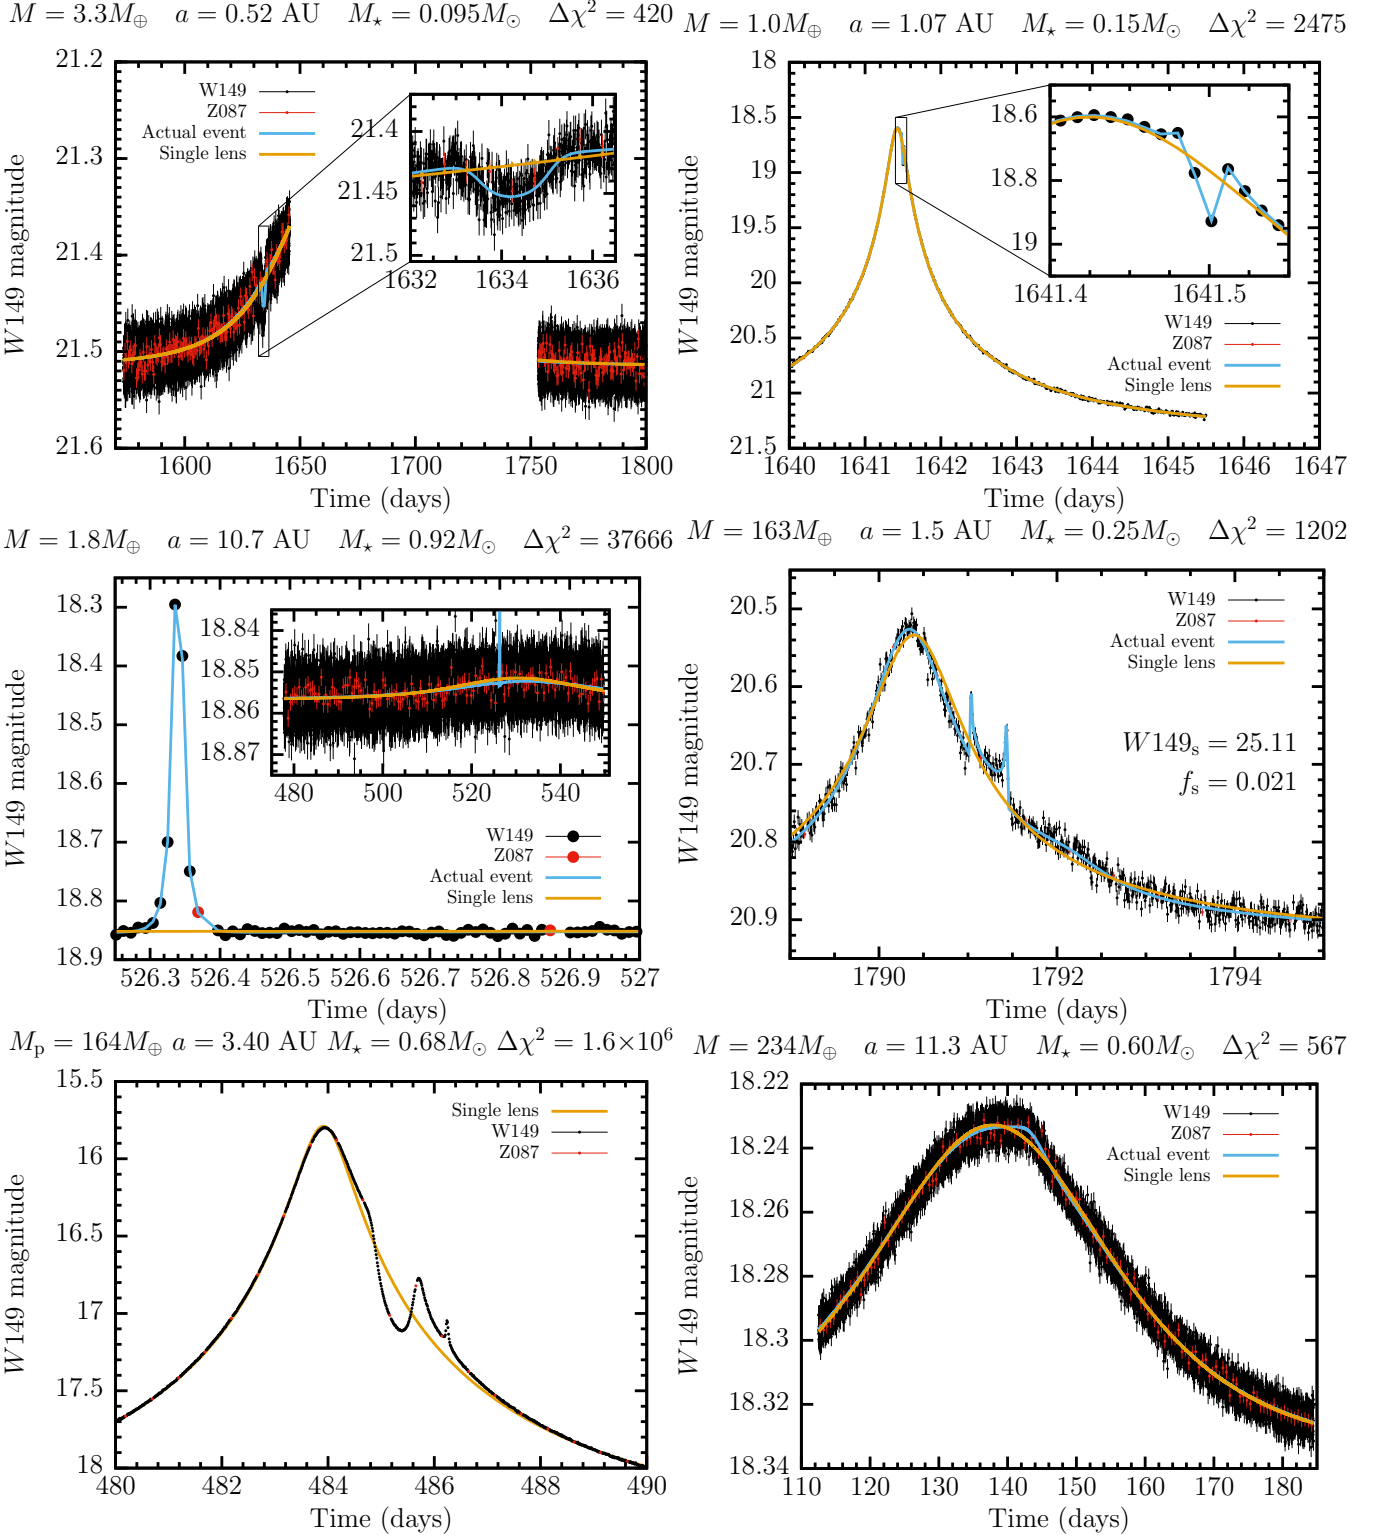 M = 3.3M⊕ a = 0.52 AU M⋆ = 0.095M⊙ Δχ² = 420
21.2
21.3
21.4
21.5
21.6
W149 magnitude
W149
Z087
Actual event
Single lens
21.4
21.45
21.5
1632 1634 1636
1600 1650 1700 1750 1800
Time (days)
M = 1.0M⊕ a = 1.07 AU M⋆ = 0.15M⊙ Δχ² = 2475
18
18.5
19
19.5
20
20.5
21
21.5
W149 magnitude
18.6
18.8
19
1641.4 1641.5
W149
Z087
Actual event
Single lens
1640 1641 1642 1643 1644 1645 1646 1647
Time (days)
M = 1.8M⊕ a = 10.7 AU M⋆ = 0.92M⊙ Δχ² = 37666
18.3
18.4
18.5
18.6
18.7
18.8
18.9
W149 magnitude
18.84
18.85
18.86
18.87
480 500 520 540
W149
Z087
Actual event
Single lens
526.3 526.4 526.5 526.6 526.7 526.8 526.9 527
Time (days)
M = 163M⊕ a = 1.5 AU M⋆ = 0.25M⊙ Δχ² = 1202
20.5
20.6
20.7
20.8
20.9
W149 magnitude
W149
Z087
Actual event
Single lens
W149s = 25.11
fs = 0.021
1790 1792 1794
Time (days)
Mp = 164M⊕ a = 3.40 AU M⋆ = 0.68M⊙ Δχ² = 1.6×10⁶
15.5
16
16.5
17
17.5
18
W149 magnitude
Single lens
W149
Z087
480 482 484 486 488 490
Time (days)
M = 234M⊕ a = 11.3 AU M⋆ = 0.60M⊙ Δχ² = 567
18.22
18.24
18.26
18.28
18.3
18.32
18.34
W149 magnitude
W149
Z087
Actual event
Single lens
110 120 130 140 150 160 170 180
Time (days)